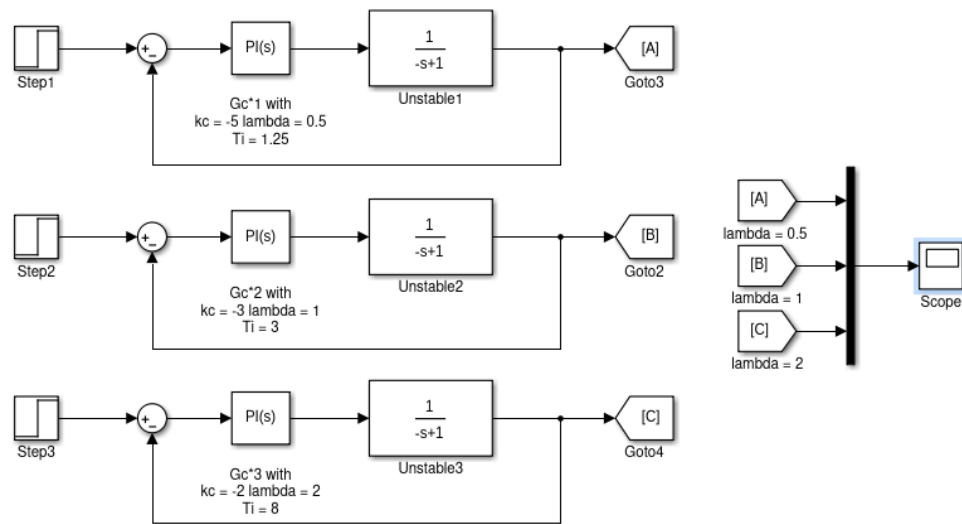 Step1
+
−
PI(s)
1
-s+1
Unstable1
[A]
Goto3
Gc*1 with
kc = -5 lambda = 0.5
Ti = 1.25
Step2
+
−
PI(s)
1
-s+1
Unstable2
[B]
Goto2
Gc*2 with
kc = -3 lambda = 1
Ti = 3
Step3
+
−
PI(s)
1
-s+1
Unstable3
[C]
Goto4
Gc*3 with
kc = -2 lambda = 2
Ti = 8
[A]
lambda = 0.5
[B]
lambda = 1
[C]
lambda = 2
Scope